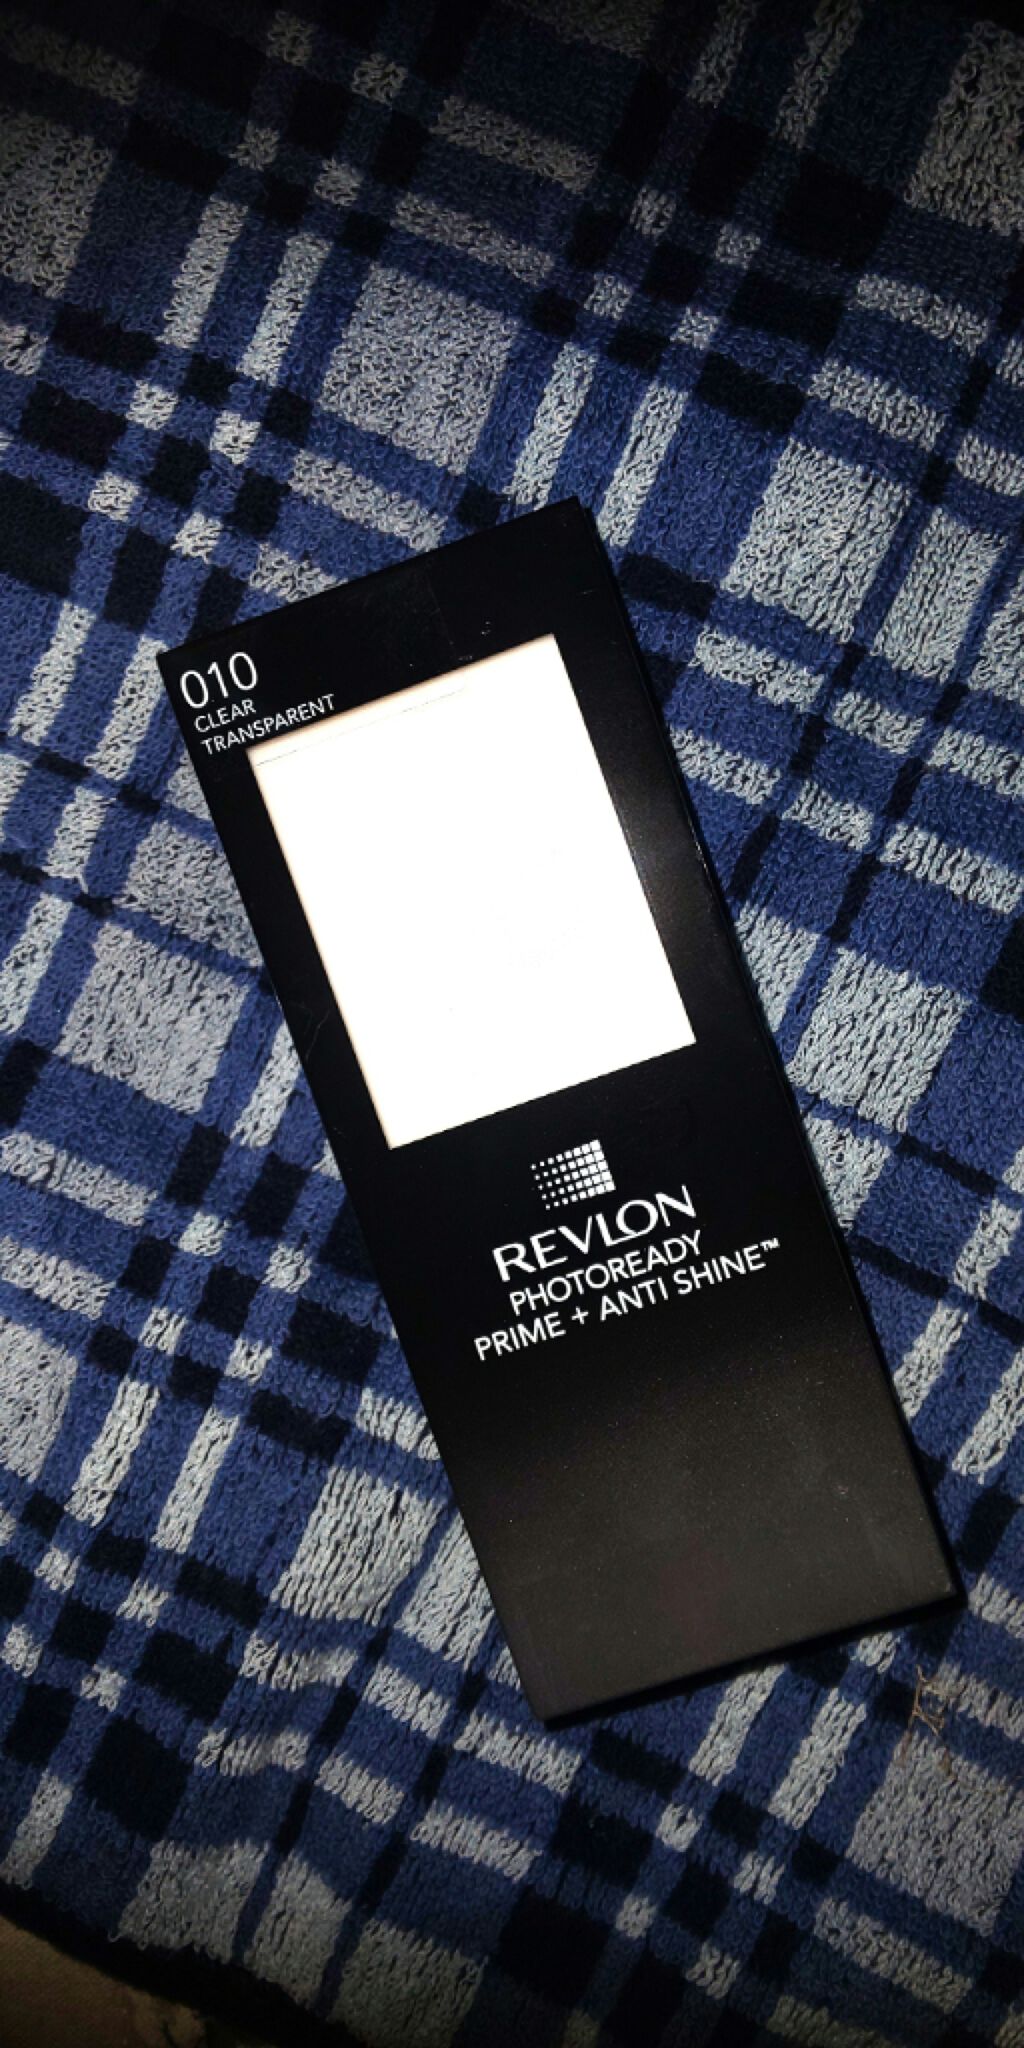 010
CLEAR
TRANSPARENT
REVLON
PHOTOREADY
PRIME + ANTI SHINE™